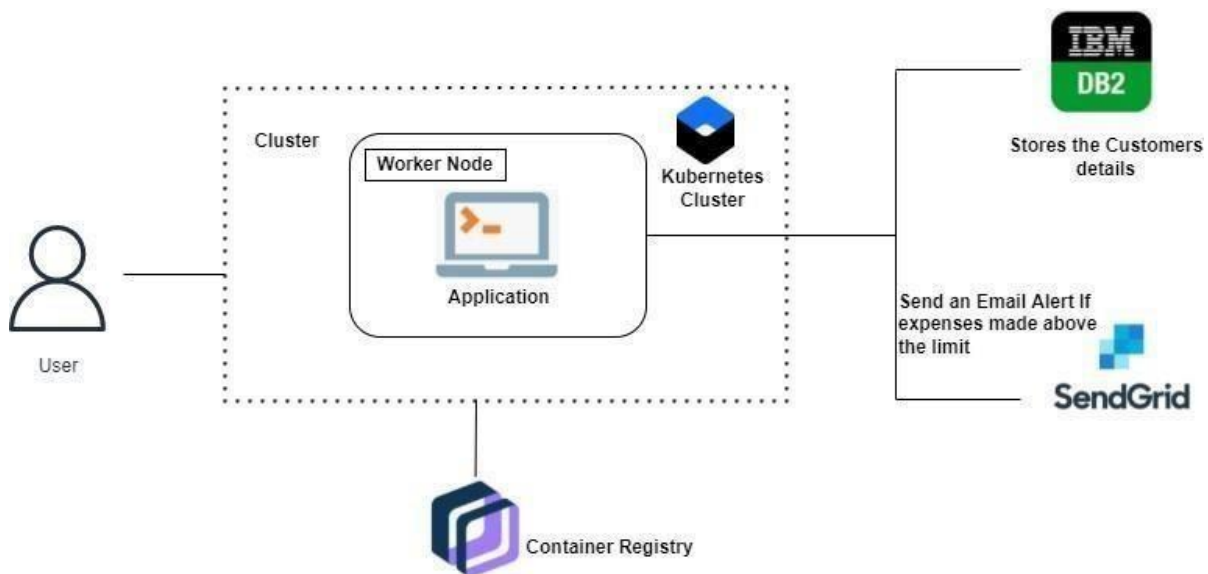 IBM
DB2
Stores the Customers
details
Cluster
Worker Node
Kubernetes
Cluster
Application
User
Send an Email Alert If
expenses made above
the limit
SendGrid
Container Registry